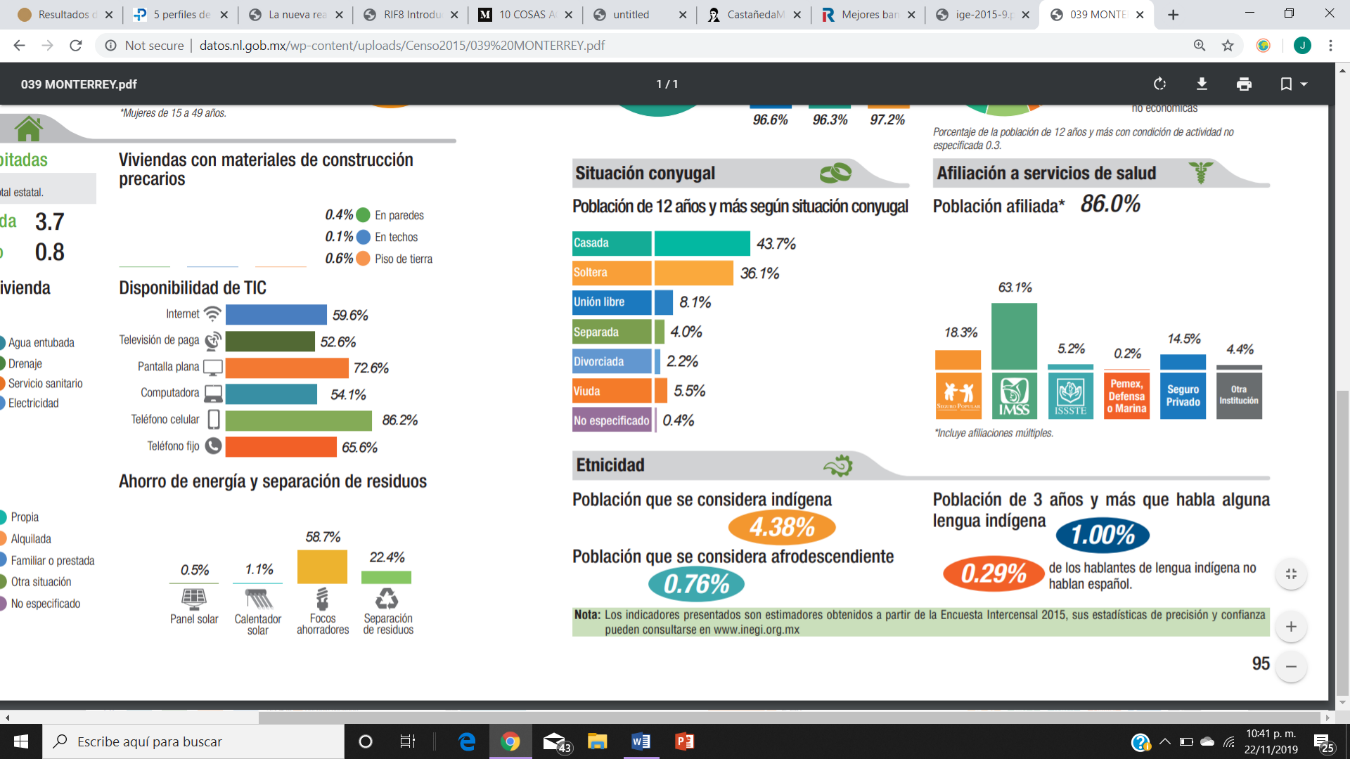 Resultados d
5 perfiles de
La nueva rea
RIF8 Introdu
10 COSAS A
untitled
CastañedaM
Mejores ban
ige-2015-9.p
039 MONTE
Not secure | datos.nl.gob.mx/wp-content/uploads/Censo2015/039%20MONTERREY.pdf
J
039 MONTERREY.pdf
1 / 1
*Mujeres de 15 a 49 años.
96.6% 96.3% 97.2%
no económicas
Porcentaje de la población de 12 años y más con condición de actividad no
especificada 0.3.
bitadas
tal estatal.
da 3.7
o 0.8
ivienda
Agua entubada
Drenaje
Servicio sanitario
Electricidad
Propia
Alquilada
Familiar o prestada
Otra situación
No especificado
Viviendas con materiales de construcción
precarios
0.4% En paredes
0.1% En techos
0.6% Piso de tierra
Disponibilidad de TIC
Internet 59.6%
Televisión de paga 52.6%
Pantalla plana 72.6%
Computadora 54.1%
Teléfono celular 86.2%
Teléfono fijo 65.6%
Ahorro de energía y separación de residuos
0.5% 1.1% 58.7% 22.4%
Panel solar
Calentador
solar
Focos
ahorradores
Separación
de residuos
Situación conyugal
Población de 12 años y más según situación conyugal
Casada 43.7%
Soltera 36.1%
Unión libre 8.1%
Separada 4.0%
Divorciada 2.2%
Viuda 5.5%
No especificado 0.4%
Afiliación a servicios de salud
Población afiliada* 86.0%
18.3% 63.1% 5.2% 0.2% 14.5% 4.4%
SEGURO POPULAR
IMSS
ISSSTE
Pemex,
Defensa
o Marina
Seguro
Privado
Otra
Institución
*Incluye afiliaciones múltiples.
Etnicidad
Población que se considera indígena
4.38%
Población que se considera afrodescendiente
0.76%
Población de 3 años y más que habla alguna
lengua indígena 1.00%
0.29% de los hablantes de lengua indígena no
hablan español.
Nota: Los indicadores presentados son estimadores obtenidos a partir de la Encuesta Intercensal 2015, sus estadísticas de precisión y confianza
pueden consultarse en www.inegi.org.mx
95
Escribe aquí para buscar
43
10:41 p. m.
22/11/2019
25